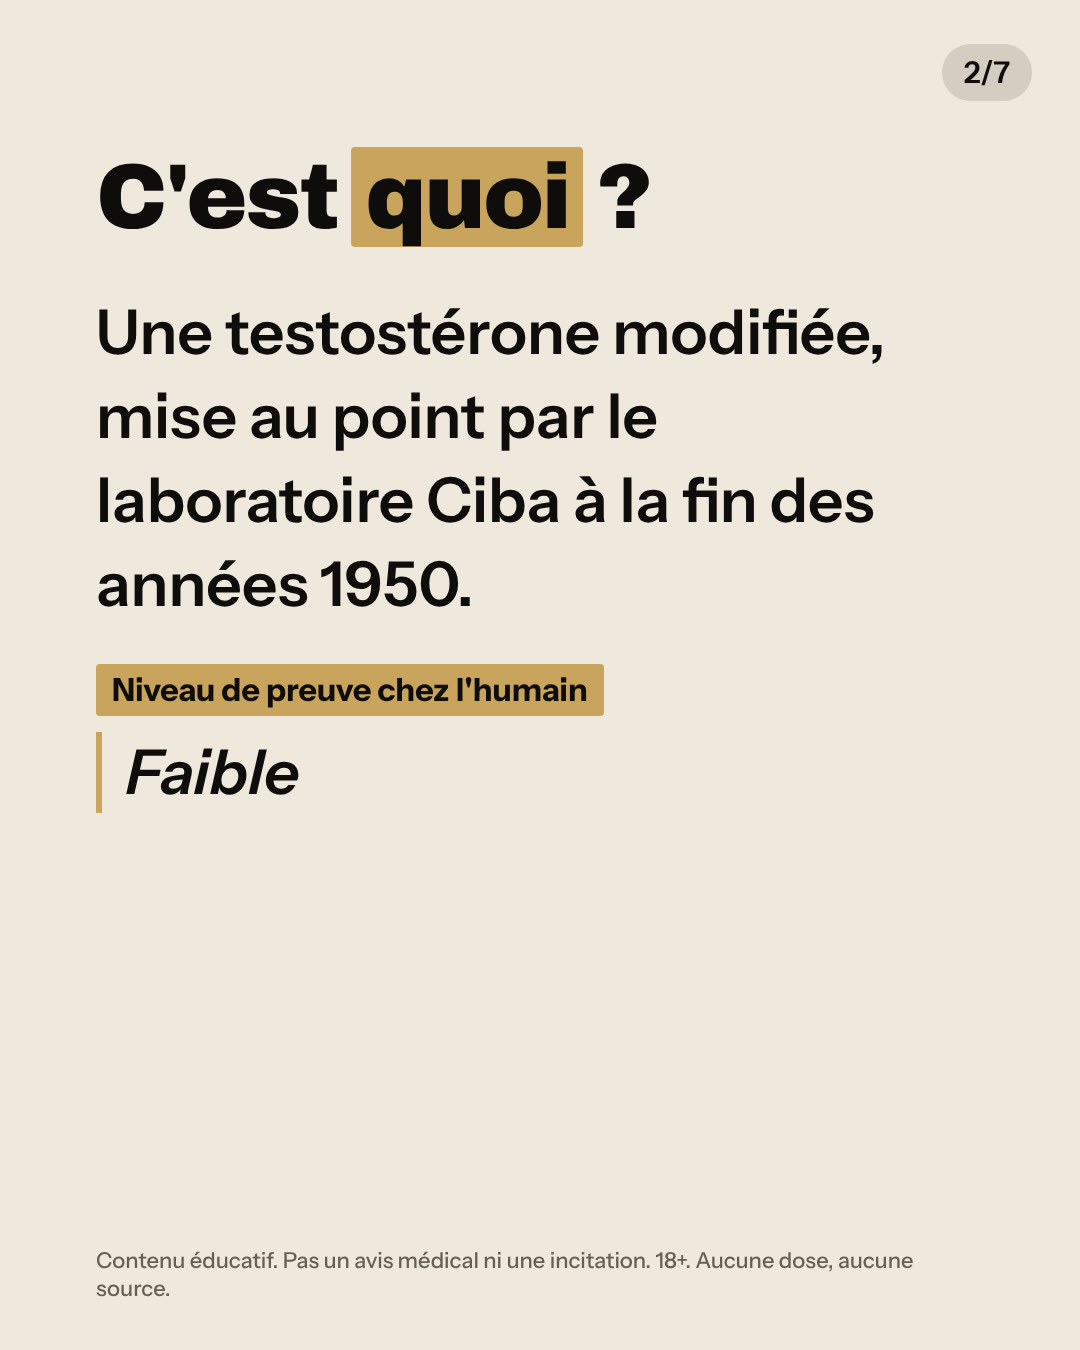 2/7
C'est quoi ?
Une testostérone modifiée,
mise au point par le
laboratoire Ciba à la fin des
années 1950.
Niveau de preuve chez l'humain
Faible
Contenu éducatif. Pas un avis médical ni une incitation. 18+. Aucune dose, aucune
source.